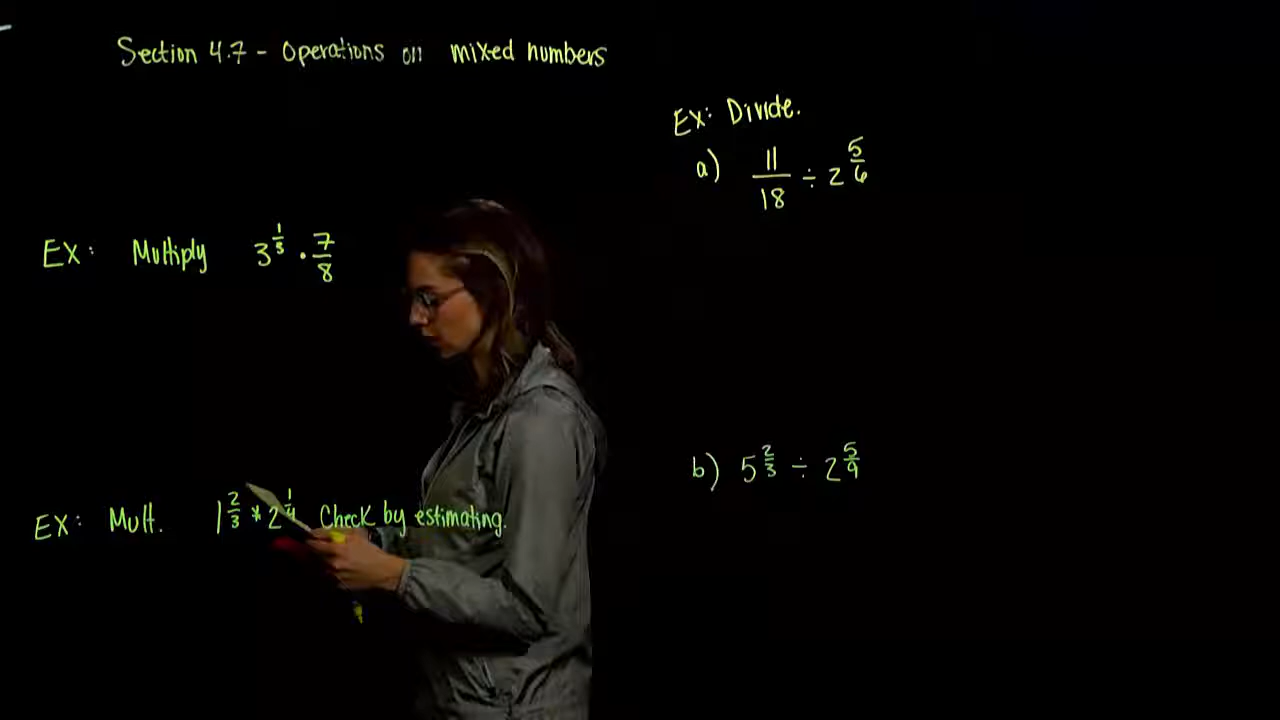 Section 4.7 - Operations on mixed numbers
EX: Multiply 3 1/3 · 7/8
EX: Mult. 1 2/3 * 2 1/4 Check by estimating.
Ex: Divide.
a) 11/18 ÷ 2 5/6
b) 5 2/3 ÷ 2 5/9